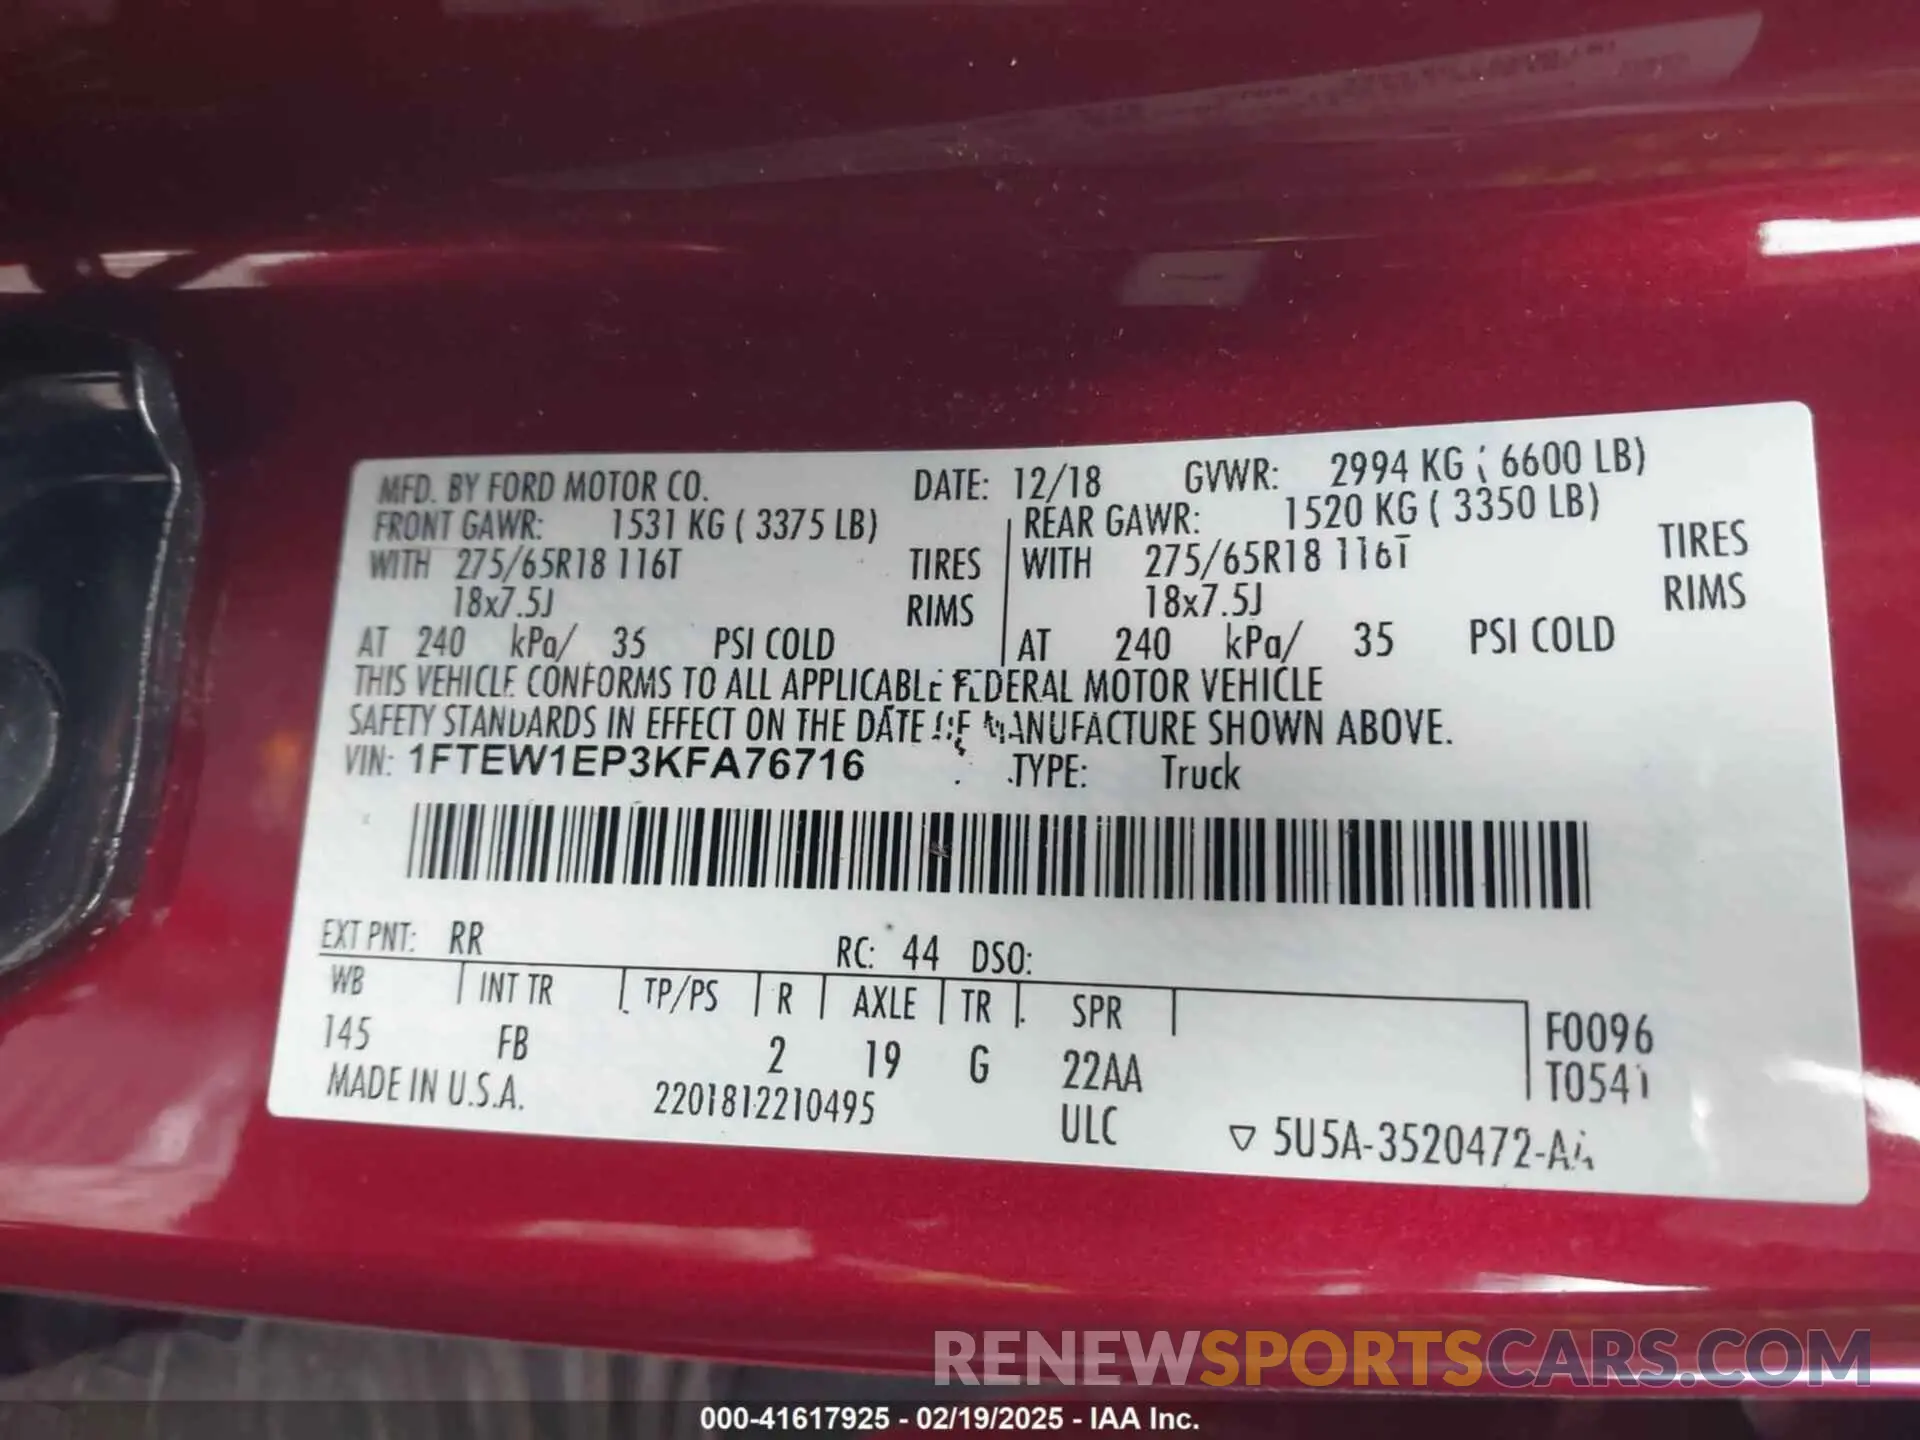 MFD. BY FORD MOTOR CO. DATE: 12/18 GVWR: 2994 KG ( 6600 LB)
FRONT GAWR: 1531 KG ( 3375 LB) REAR GAWR: 1520 KG ( 3350 LB)
WITH 275/65R18 116T TIRES WITH 275/65R18 116T TIRES
18x7.5J RIMS 18x7.5J RIMS
AT 240 kPa/ 35 PSI COLD AT 240 kPa/ 35 PSI COLD
THIS VEHICLE CONFORMS TO ALL APPLICABLE FEDERAL MOTOR VEHICLE
SAFETY STANDARDS IN EFFECT ON THE DATE OF MANUFACTURE SHOWN ABOVE.
VIN: 1FTEW1EP3KFA76716 TYPE: Truck
EXT PNT: RR RC: 44 DSO:
WB INT TR TP/PS R AXLE TR SPR
145 FB 2 19 G 22AA
F0096
T0541
MADE IN U.S.A. 2201812210495 ULC
▽ 5U5A-3520472-AA
RENEWSPORTSCARS.COM
000-41617925 - 02/19/2025 - IAA Inc.